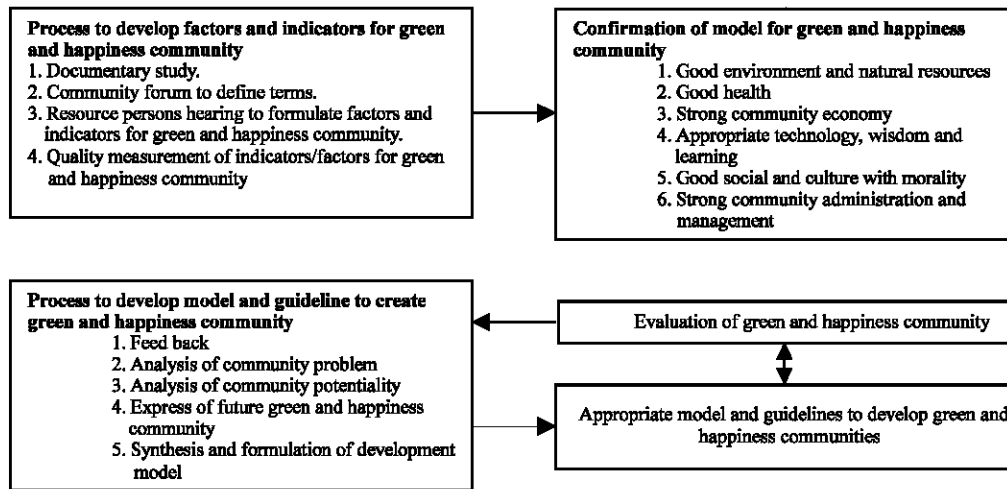 Process to develop factors and indicators for green
and happiness community
1. Documentary study.
2. Community forum to define terms.
3. Resource persons hearing to formulate factors and
indicators for green and happiness community.
4. Quality measurement of indicators/factors for green
and happiness community
Confirmation of model for green and happiness
community
1. Good environment and natural resources
2. Good health
3. Strong community economy
4. Appropriate technology, wisdom and
learning
5. Good social and culture with morality
6. Strong community administration and
management
Process to develop model and guideline to create
green and happiness community
1. Feed back
2. Analysis of community problem
3. Analysis of community potentiality
4. Express of future green and happiness
community
5. Synthesis and formulation of development
model
Evaluation of green and happiness community
Appropriate model and guidelines to develop green and
happiness communities